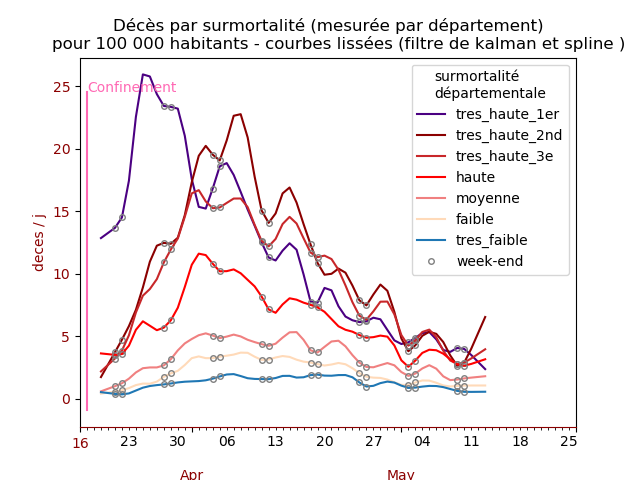 Décès par surmortalité (mesurée par département)
pour 100 000 habitants - courbes lissées (filtre de kalman et spline )
Confinement
surmortalité
départementale
tres_haute_1er
tres_haute_2nd
tres_haute_3e
haute
moyenne
faible
tres_faible
week-end
deces / j
25
20
15
10
5
0
16 23 30 06 13 20 27 04 11 18 25
Apr May